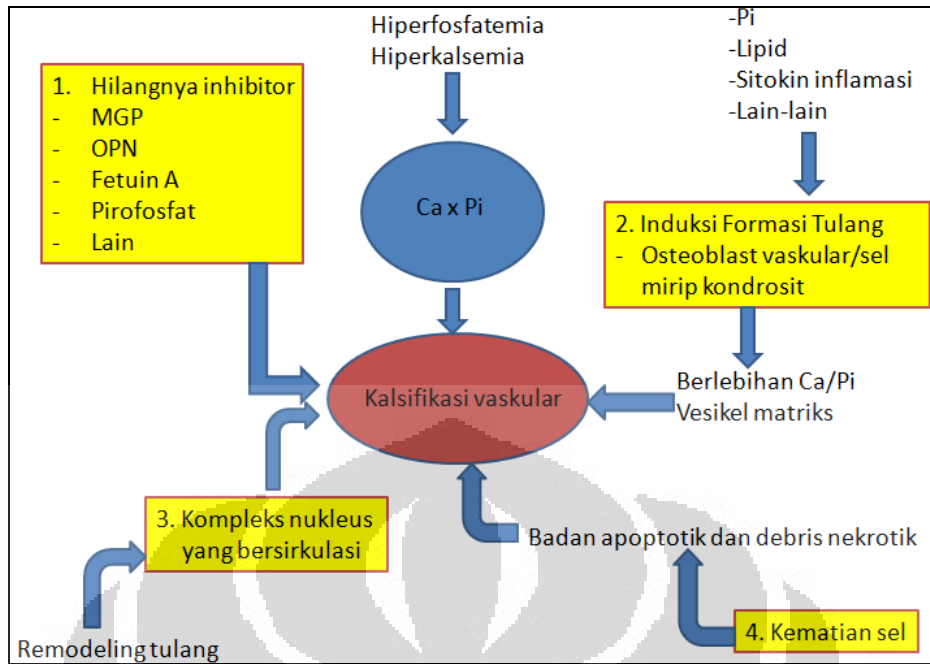 Hiperfosfatemia
Hiperkalsemia
-Pi
-Lipid
-Sitokin inflamasi
-Lain-lain
1. Hilangnya inhibitor
- MGP
- OPN
- Fetuin A
- Pirofosfat
- Lain
Ca x Pi
2. Induksi Formasi Tulang
- Osteoblast vaskular/sel
mirip kondrosit
Kalsifikasi vaskular
Berlebihan Ca/Pi
Vesikel matriks
3. Kompleks nukleus
yang bersirkulasi
Badan apoptotik dan debris nekrotik
Remodeling tulang
4. Kematian sel